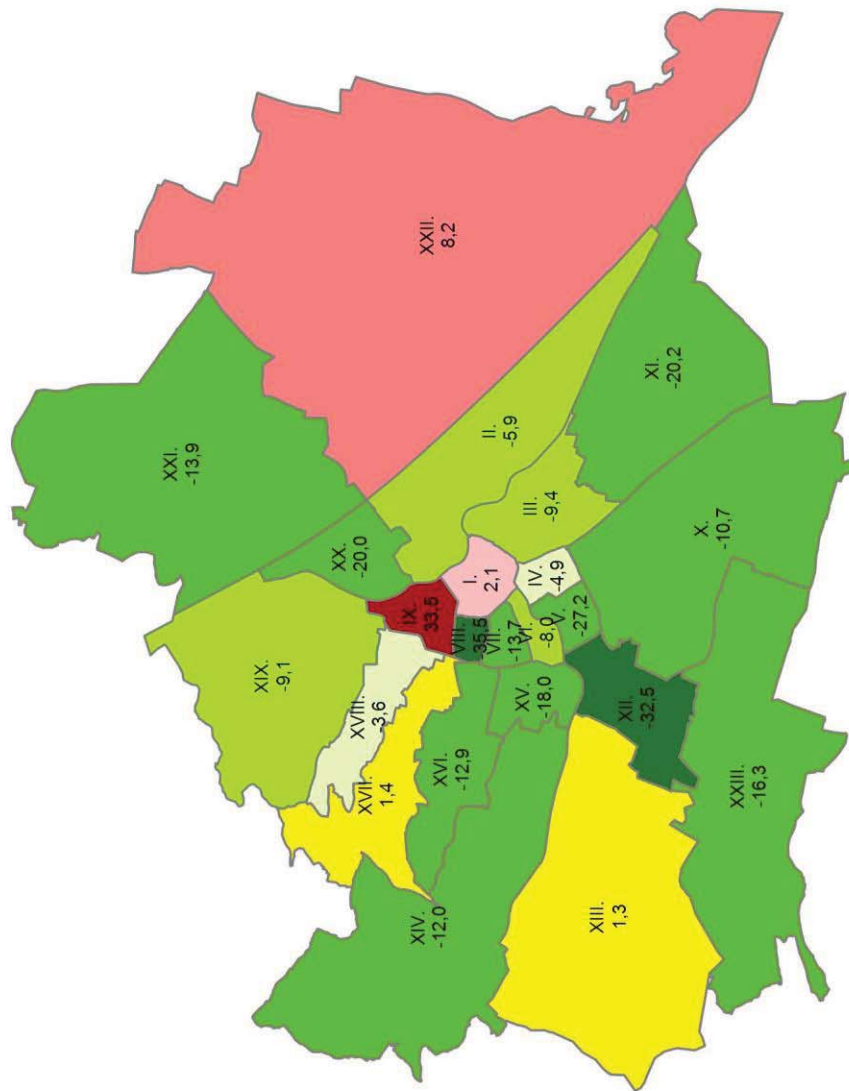 XXI.
-13,9
XXII.
8,2
XIX.
-9,1
XX.
-20,0
II.
-5,9
XVIII.
-3,6
IX.
33,5
XVII.
1,4
I.
2,1
III.
-9,4
VIII.
-35,5
XVI.
-12,9
XIV.
-12,0
VII.
-13,7
XV.
-18,0
VI.
-8,0
IV.
-4,9
V.
-27,2
XI.
-20,2
XIII.
1,3
XII.
-32,5
X.
-10,7
XXIII.
-16,3